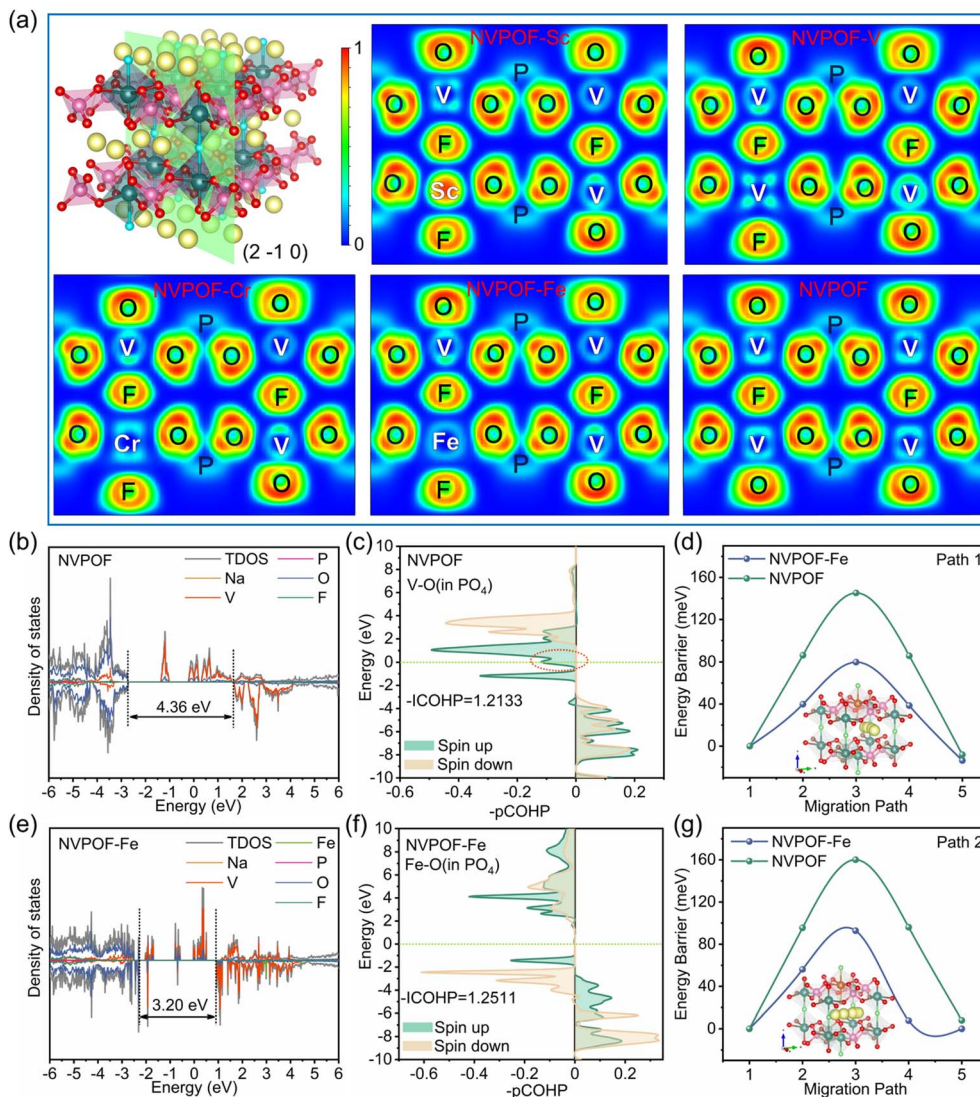 (a)
1
0
(2 -1 0)
NVPOF-Sc
O
O
P
V
V
O
O
O
O
F
F
O
O
O
O
Sc
V
P
F
O
NVPOF-V
O
O
P
V
V
O
O
O
O
F
F
O
O
O
O
V
V
P
F
O
NVPOF-Cr
O
O
P
V
V
O
O
O
O
F
F
O
O
O
O
Cr
V
P
F
O
NVPOF-Fe
O
O
P
V
V
O
O
O
O
F
F
O
O
O
O
Fe
V
P
F
O
NVPOF
O
O
P
V
V
O
O
O
O
F
F
O
O
O
O
V
V
P
O
O
(b)
NVPOF
TDOS
P
Na
O
V
F
4.36 eV
Density of states
-6 -5 -4 -3 -2 -1 0 1 2 3 4 5 6
Energy (eV)
(c)
NVPOF
V-O(in PO4)
-ICOHP=1.2133
Spin up
Spin down
Energy (eV)
10
8
6
4
2
0
-2
-4
-6
-8
-10
-0.6 -0.4 -0.2 0 0.2
-pCOHP
(d)
NVPOF-Fe
NVPOF
Path 1
Energy Barrier (meV)
160
120
80
40
0
1 2 3 4 5
Migration Path
(e)
NVPOF-Fe
TDOS
Fe
Na
P
V
O
F
3.20 eV
Density of states
-6 -5 -4 -3 -2 -1 0 1 2 3 4 5 6
Energy (eV)
(f)
NVPOF-Fe
Fe-O(in PO4)
-ICOHP=1.2511
Spin up
Spin down
Energy (eV)
10
8
6
4
2
0
-2
-4
-6
-8
-10
-0.6 -0.4 -0.2 0 0.2
-pCOHP
(g)
NVPOF-Fe
NVPOF
Path 2
Energy Barrier (meV)
160
120
80
40
0
1 2 3 4 5
Migration Path